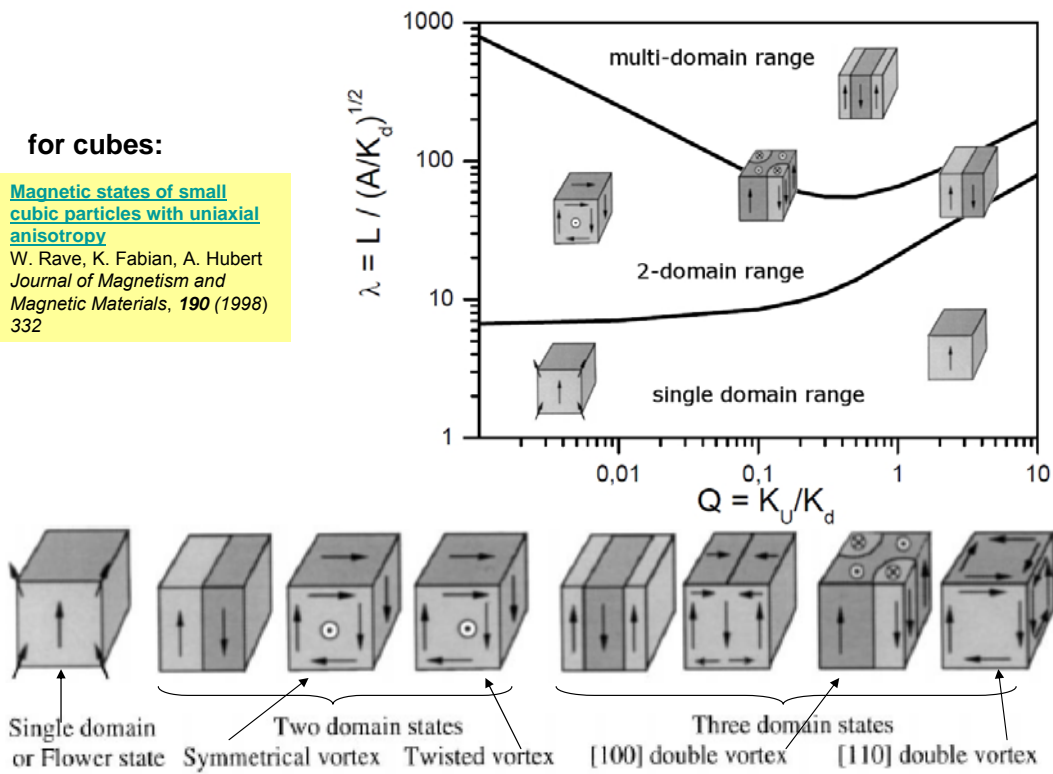 for cubes:
Magnetic states of small
cubic particles with uniaxial
anisotropy
W. Rave, K. Fabian, A. Hubert
Journal of Magnetism and
Magnetic Materials, 190 (1998)
332
1000
100
10
1
λ = L / (A/K_d)^1/2
multi-domain range
2-domain range
single domain range
0,01 0,1 1 10
Q = K_U/K_d
Single domain
or Flower state
Two domain states
Symmetrical vortex Twisted vortex
Three domain states
[100] double vortex [110] double vortex